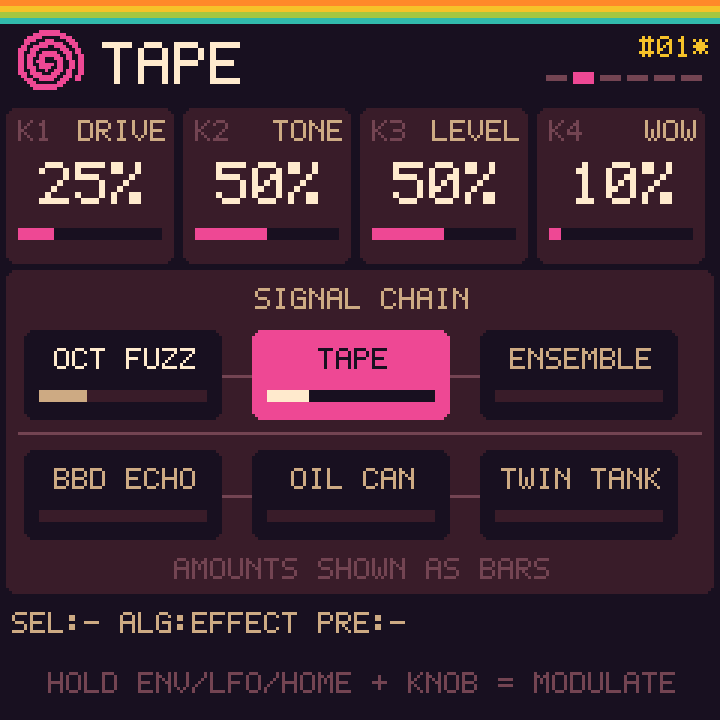 TAPE
#01*
K1 DRIVE K2 TONE K3 LEVEL K4 WOW
25% 50% 50% 10%
SIGNAL CHAIN
OCT FUZZ TAPE ENSEMBLE
BBD ECHO OIL CAN TWIN TANK
AMOUNTS SHOWN AS BARS
SEL:- ALG:EFFECT PRE:-
HOLD ENV/LFO/HOME + KNOB = MODULATE